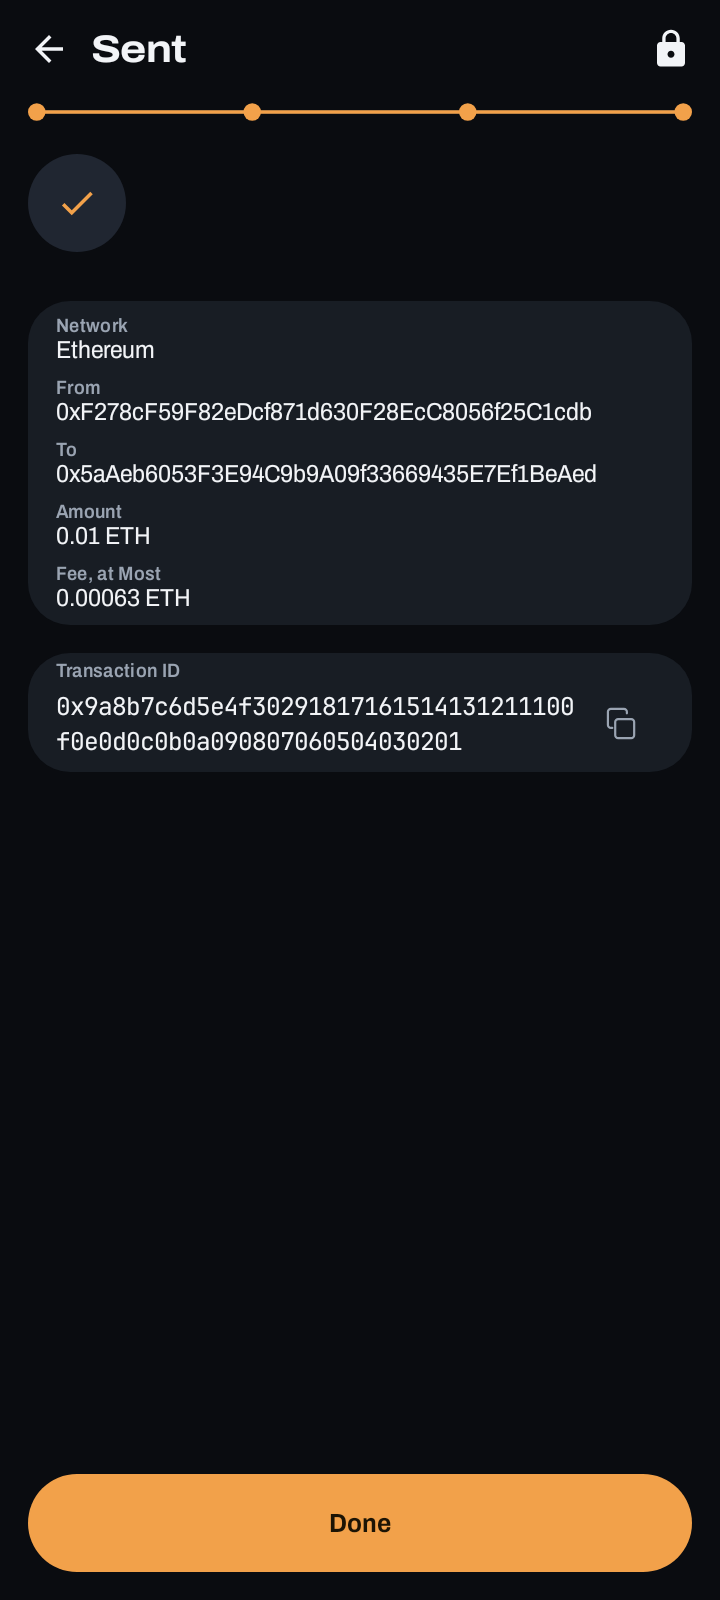 Sent
Network
Ethereum
From
0xF278cF59F82eDcf871d630F28EcC8056f25C1cdb
To
0x5aAeb6053F3E94C9b9A09f33669435E7Ef1BeAed
Amount
0.01 ETH
Fee, at Most
0.00063 ETH
Transaction ID
0x9a8b7c6d5e4f30291817161514131211100
f0e0d0c0b0a090807060504030201
Done